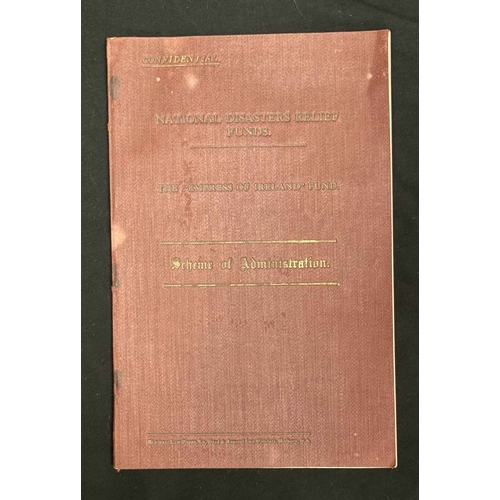 CONFIDENTIAL.
NATIONAL DISASTERS RELIEF
FUNDS.
THE "EMPRESS OF IRELAND" FUND.
Scheme of Administration.